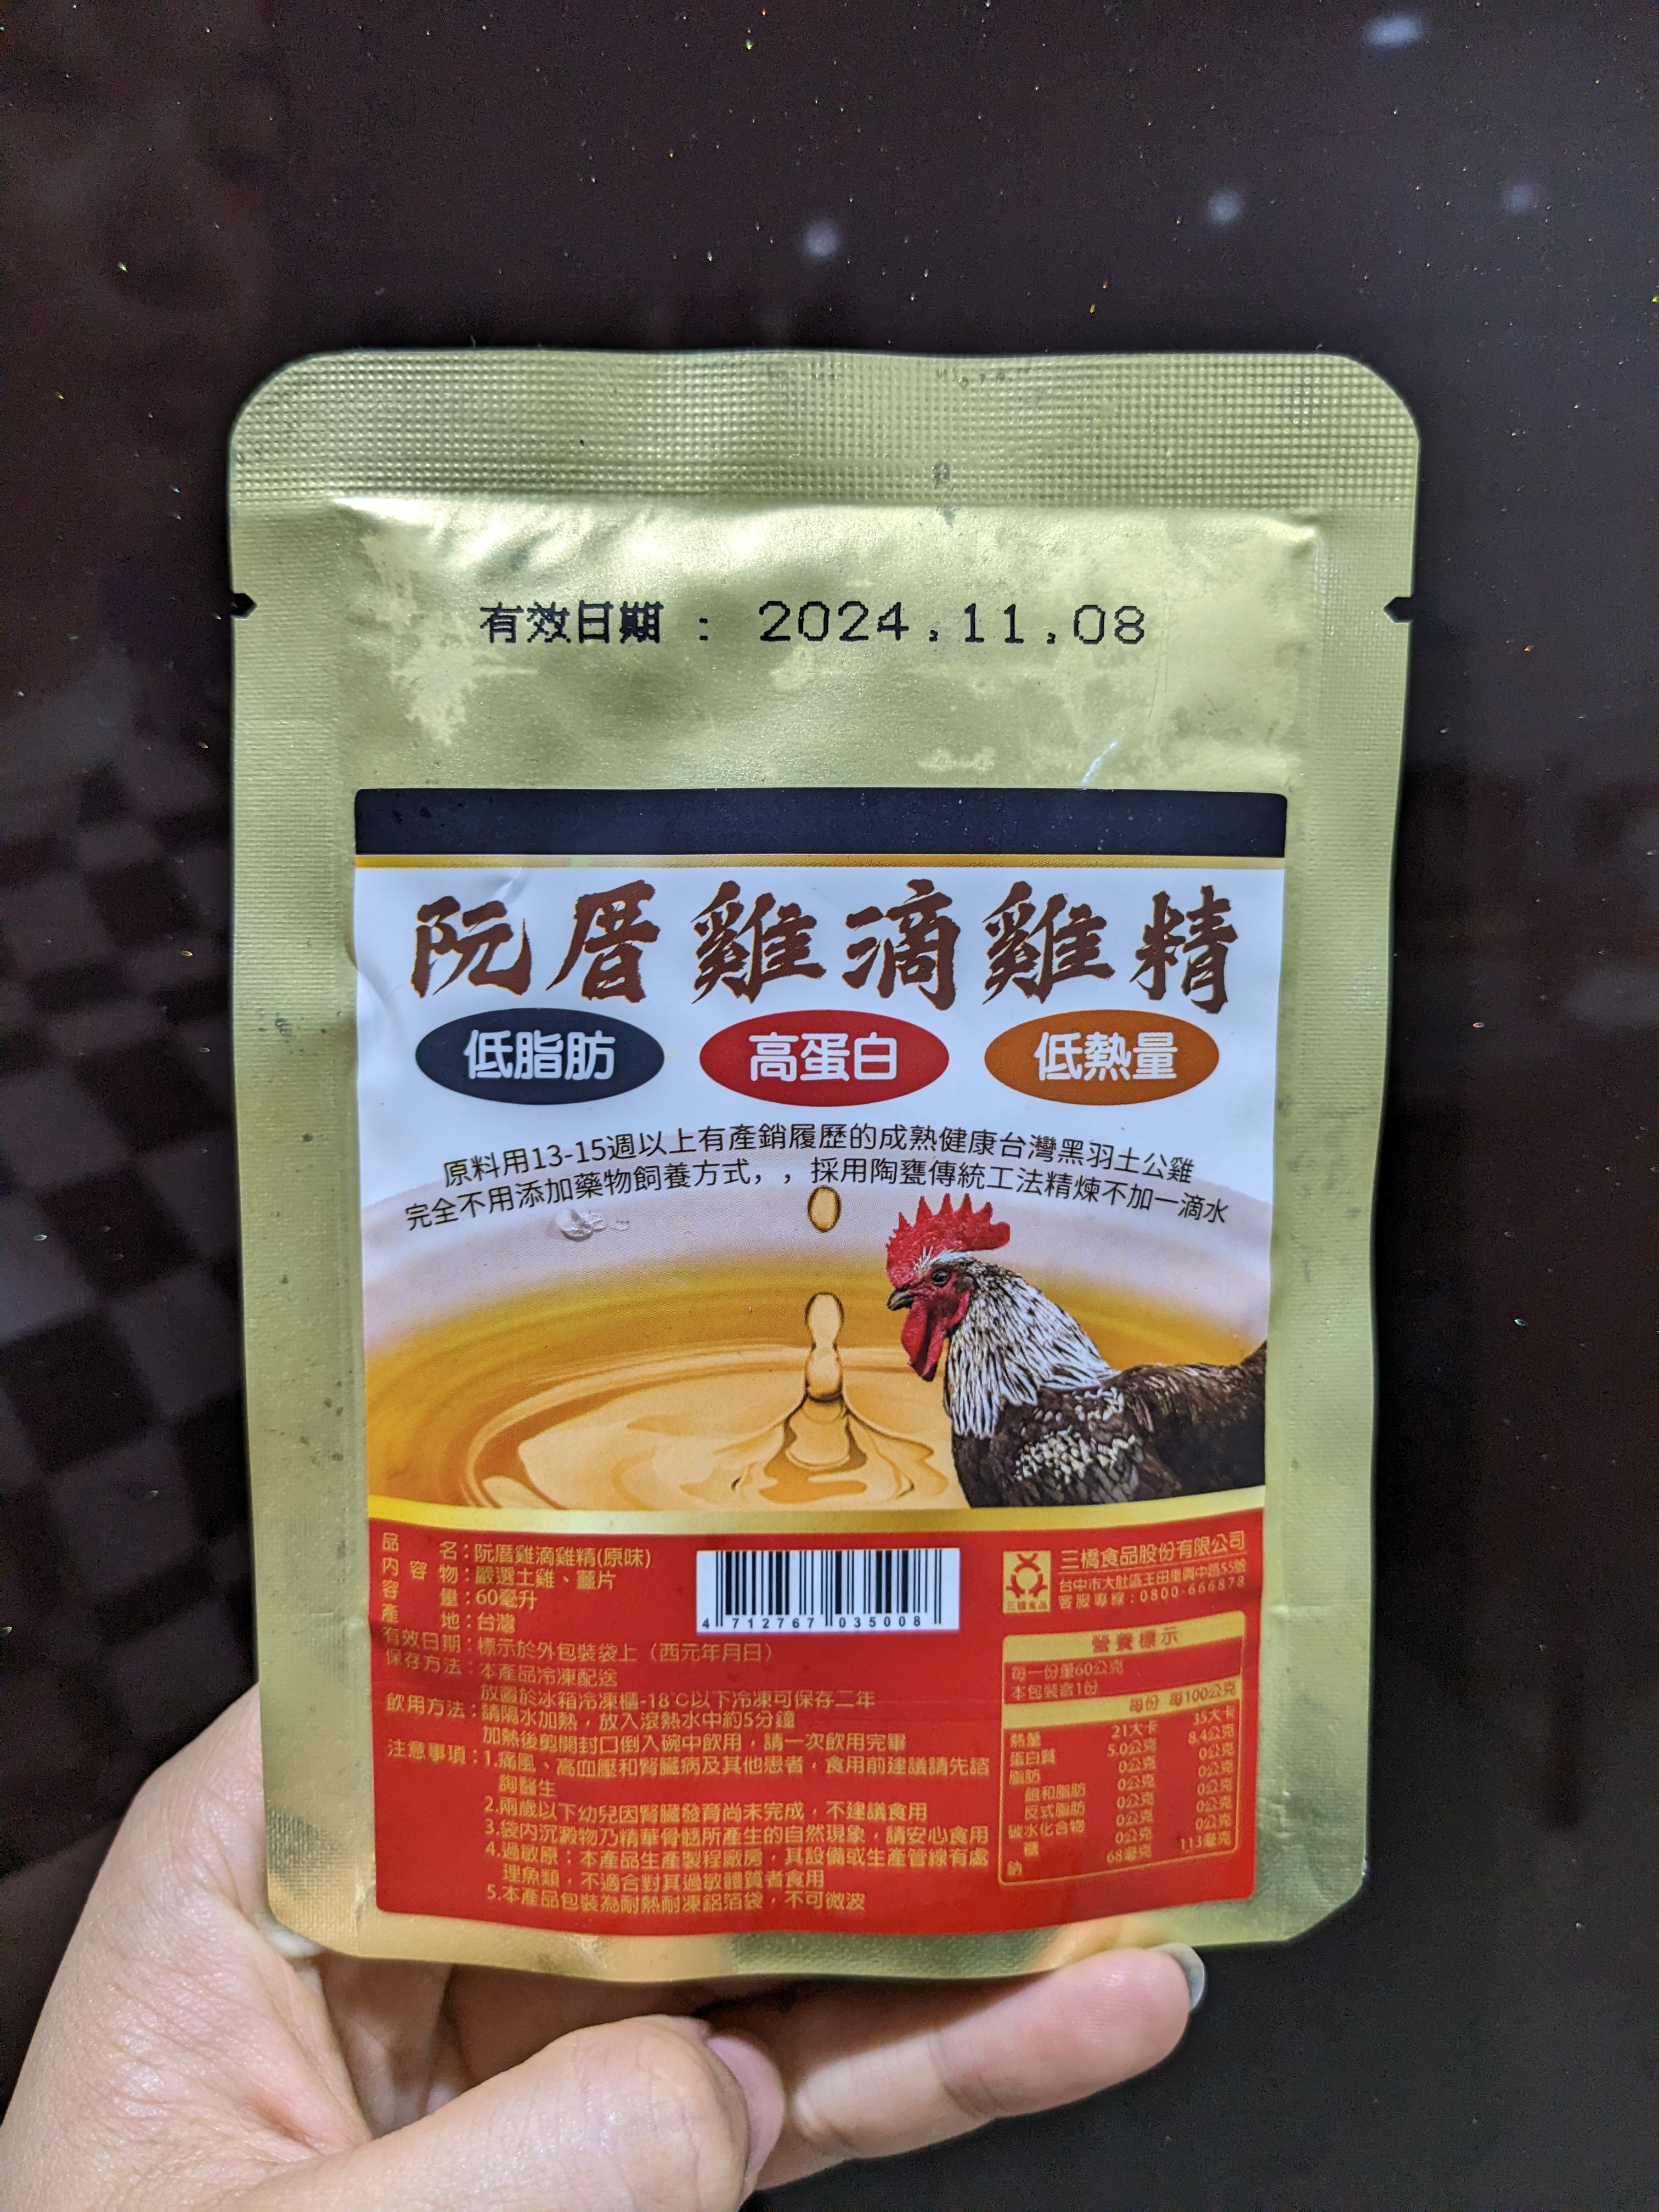 有效日期 : 2024.11.08
阮厝雞滴雞精
低脂肪 高蛋白 低熱量
原料用13-15週以上有產銷履歷的成熟健康台灣黑羽土公雞
完全不用添加藥物飼養方式，，採用陶甕傳統工法精煉不加一滴水
品名：阮厝雞滴雞精(原味)
內容物：嚴選土雞、薑片
容量：60毫升
產地：台灣
有效日期：標示於外包裝袋上（西元年月日）
保存方法：本產品冷凍配送
放置於冰箱冷凍櫃-18℃以下冷凍可保存二年
飲用方法：請隔水加熱，放入滾熱水中約5分鐘
加熱後剪開封口倒入碗中飲用，請一次飲用完畢
注意事項：1.痛風、高血壓和腎臟病及其他患者，食用前建議請先諮
詢醫生
2.兩歲以下幼兒因腎臟發育尚未完成，不建議食用
3.袋內沉澱物乃精華骨髓所產生的自然現象，請安心食用
4.過敏原：本產品生產製程廠房，其設備或生產管線有處
理魚類，不適合對其過敏體質者食用
5.本產品包裝為耐熱耐凍鋁箔袋，不可微波
4 712767 035008
三橋食品
三橋食品股份有限公司
台中市大肚區王田里興中路55號
客服專線：0800-666878
營養標示
每一份量60公克
本包裝含1份
每份 每100公克
熱量 21大卡 35大卡
蛋白質 5.0公克 8.4公克
脂肪 0公克 0公克
飽和脂肪 0公克 0公克
反式脂肪 0公克 0公克
碳水化合物 0公克 0公克
糖 0公克 0公克
鈉 68毫克 113毫克